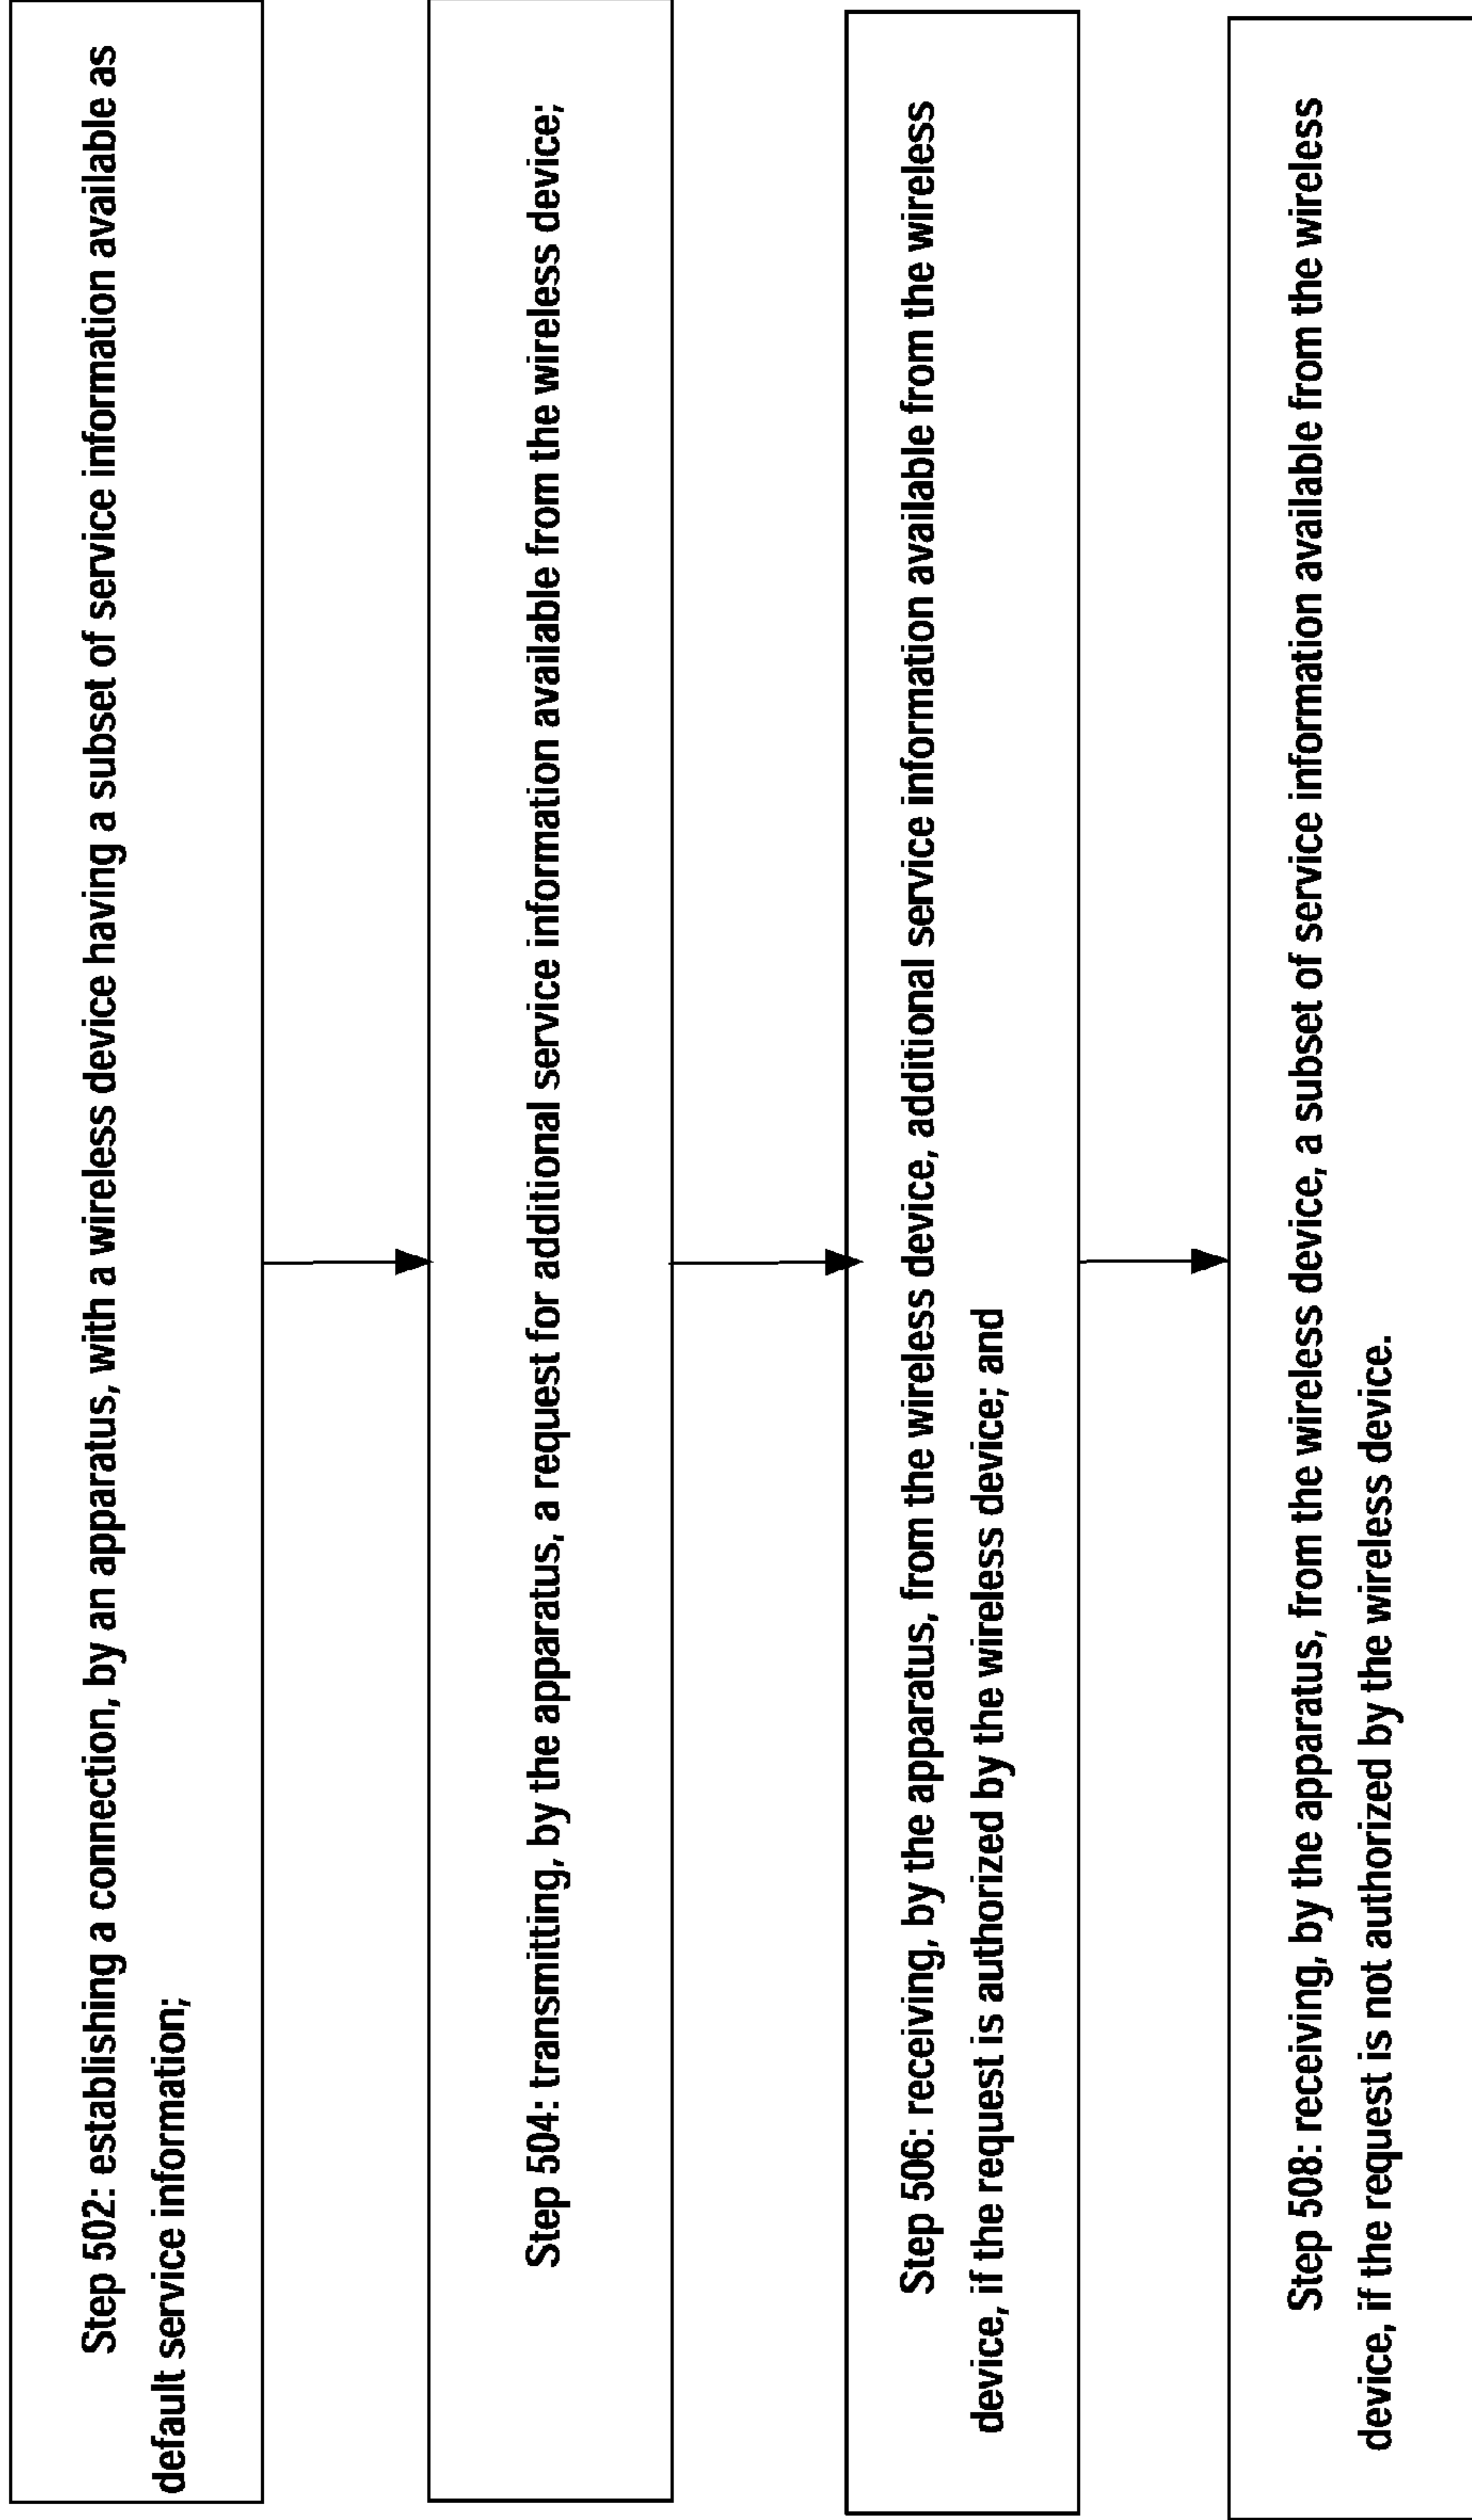 Step 502: establishing a connection, by an apparatus, with a wireless device having a subset of service information available as
default service information;
Step 504: transmitting, by the apparatus, a request for additional service information available from the wireless device;
Step 506: receiving, by the apparatus, from the wireless device, additional service information available from the wireless
device, if the request is authorized by the wireless device; and
Step 508: receiving, by the apparatus, from the wireless device, a subset of service information available from the wireless
device, if the request is not authorized by the wireless device.